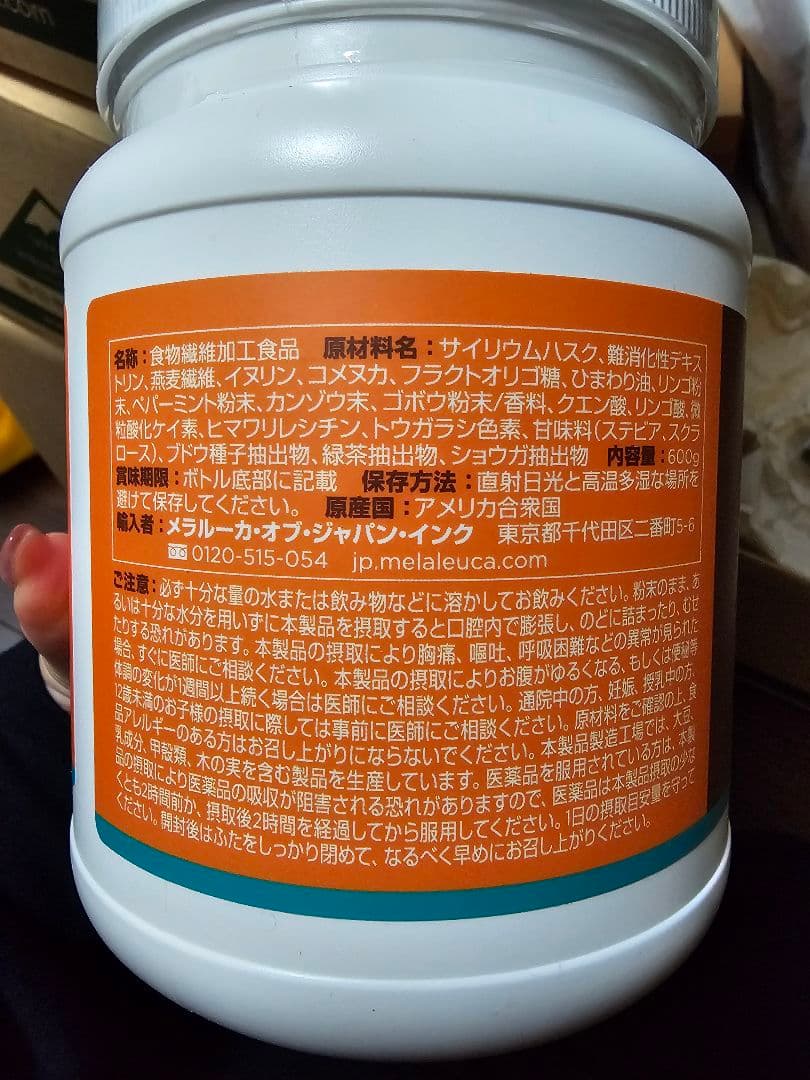 .com
名称：食物繊維加工食品　原材料名：サイリウムハスク、難消化性デキス
トリン、燕麦繊維、イヌリン、コメヌカ、フラクトオリゴ糖、ひまわり油、リンゴ粉
末、ペパーミント粉末、カンゾウ末、ゴボウ粉末/香料、クエン酸、リンゴ酸、微
粒酸化ケイ素、ヒマワリレシチン、トウガラシ色素、甘味料(ステビア、スクラ
ロース)、ブドウ種子抽出物、緑茶抽出物、ショウガ抽出物　内容量：600g
賞味期限：ボトル底部に記載　保存方法：直射日光と高温多湿な場所を
避けて保存してください。　原産国：アメリカ合衆国
輸入者：メラルーカ・オブ・ジャパン・インク　東京都千代田区二番町5-6
0120-515-054　jp.melaleuca.com
ご注意：必ず十分な量の水または飲み物などに溶かしてお飲みください。粉末のまま、あ
るいは十分な水分を用いずに本製品を摂取すると口腔内で膨張し、のどに詰まったり、むせ
たりする恐れがあります。本製品の摂取により胸痛、嘔吐、呼吸困難などの異常が見られた
場合、すぐに医師にご相談ください。本製品の摂取によりお腹がゆるくなる、もしくは便秘等
体調の変化が1週間以上続く場合は医師にご相談ください。通院中の方、妊娠、授乳中の方、
12歳未満のお子様の摂取に際しては事前に医師にご相談ください。原材料をご確認の上、食
品アレルギーのある方はお召し上がりにならないでください。本製品製造工場では、大豆、
乳成分、甲殻類、木の実を含む製品を生産しています。医薬品を服用されている方は、本製
品の摂取により医薬品の吸収が阻害される恐れがありますので、医薬品は本製品摂取の少な
くとも2時間前か、摂取後2時間を経過してから服用してください。1日の摂取目安量を守って
ください。開封後はふたをしっかり閉めて、なるべく早めにお召し上がりください。